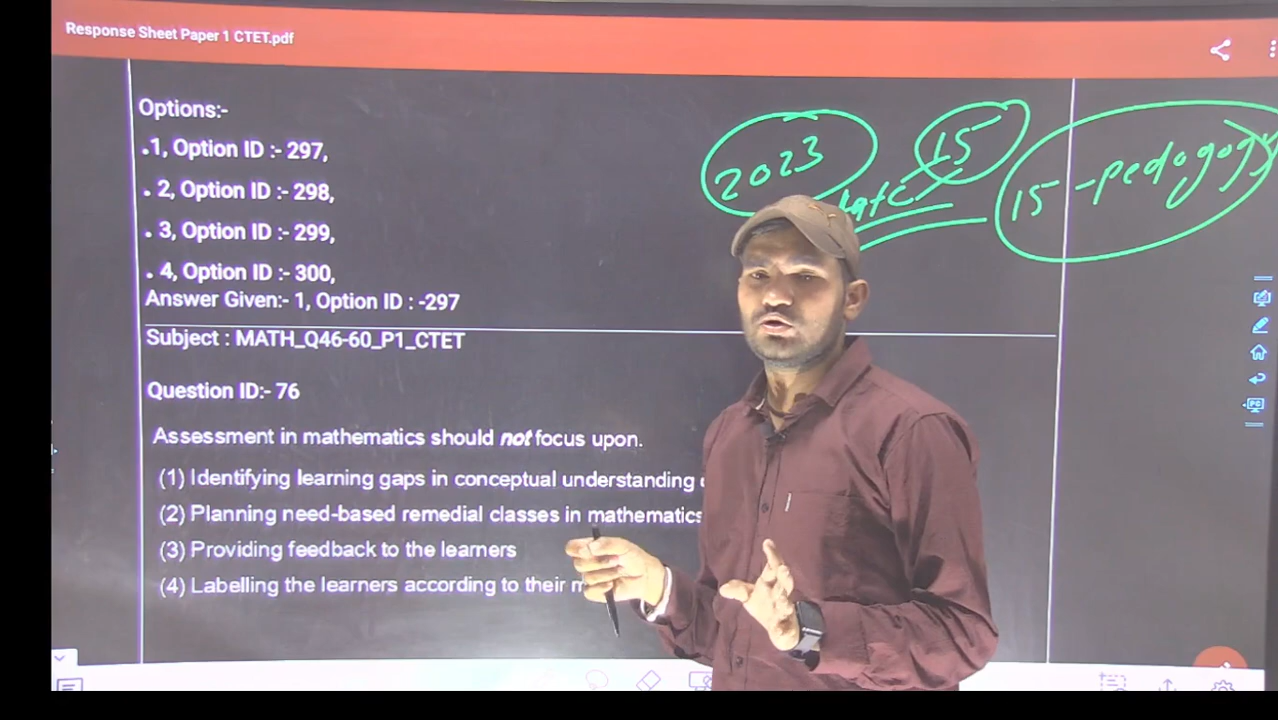 Response Sheet Paper 1 CTET.pdf
Options:-
.1, Option ID :- 297,
. 2, Option ID :- 298,
. 3, Option ID :- 299,
. 4, Option ID :- 300,
Answer Given:- 1, Option ID : -297
2023
15
15 -pedogogy
Subject : MATH_Q46-60_P1_CTET
Question ID:- 76
Assessment in mathematics should not focus upon.
(1) Identifying learning gaps in conceptual understanding
(2) Planning need-based remedial classes in mathematics
(3) Providing feedback to the learners
(4) Labelling the learners according to their
PC